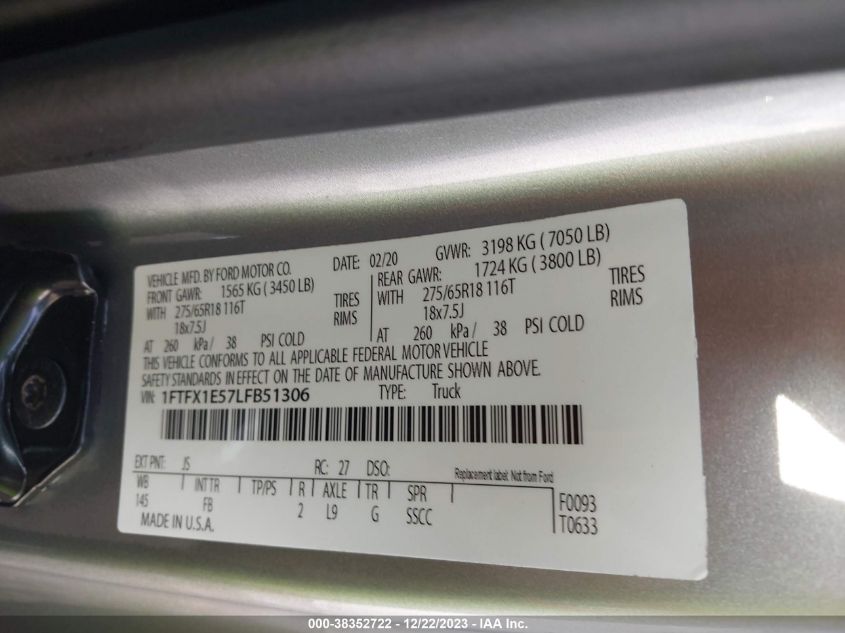 VEHICLE MFD. BY FORD MOTOR CO. DATE: 02/20 GVWR: 3198 KG ( 7050 LB)
FRONT GAWR: 1565 KG ( 3450 LB) REAR GAWR: 1724 KG ( 3800 LB)
WITH 275/65R18 116T TIRES WITH 275/65R18 116T TIRES
18x7.5J RIMS 18x7.5J RIMS
AT 260 kPa/ 38 PSI COLD AT 260 kPa/ 38 PSI COLD
THIS VEHICLE CONFORMS TO ALL APPLICABLE FEDERAL MOTOR VEHICLE
SAFETY STANDARDS IN EFFECT ON THE DATE OF MANUFACTURE SHOWN ABOVE.
VIN: 1FTFX1E57LFB51306 TYPE: Truck
EXT PNT: JS RC: 27 DSO: Replacement label: Not from Ford
WB INT TR TP/PS R AXLE TR SPR F0093
145 FB 2 L9 G SSCC T0633
MADE IN U.S.A.
000-38352722 - 12/22/2023 - IAA Inc.